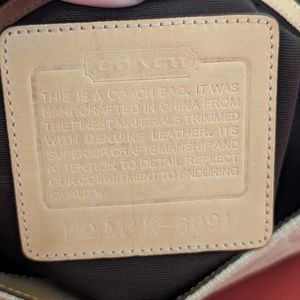 COACH
THIS IS A COACH BAG. IT WAS
HANDCRAFTED IN CHINA FROM
THE FINEST MATERIALS TRIMMED
WITH GENUINE LEATHER. ITS
SUPERIOR CRAFTSMANSHIP AND
ATTENTION TO DETAIL REFLECT
OUR COMMITMENT TO ENDURING
QUALITY.